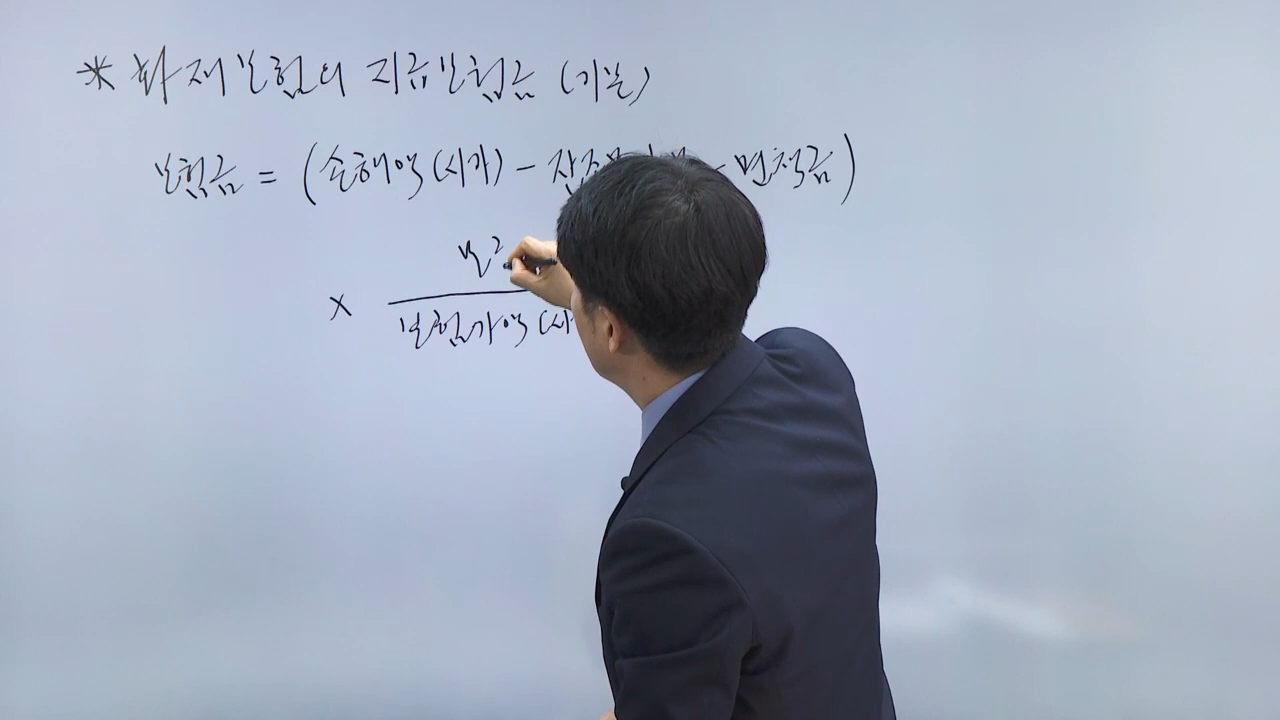 * 화재보험의 지급보험금 (기본)
보험금 = (손해액(시가) - 잔존 - 면책금)
보
×
보험가액(시